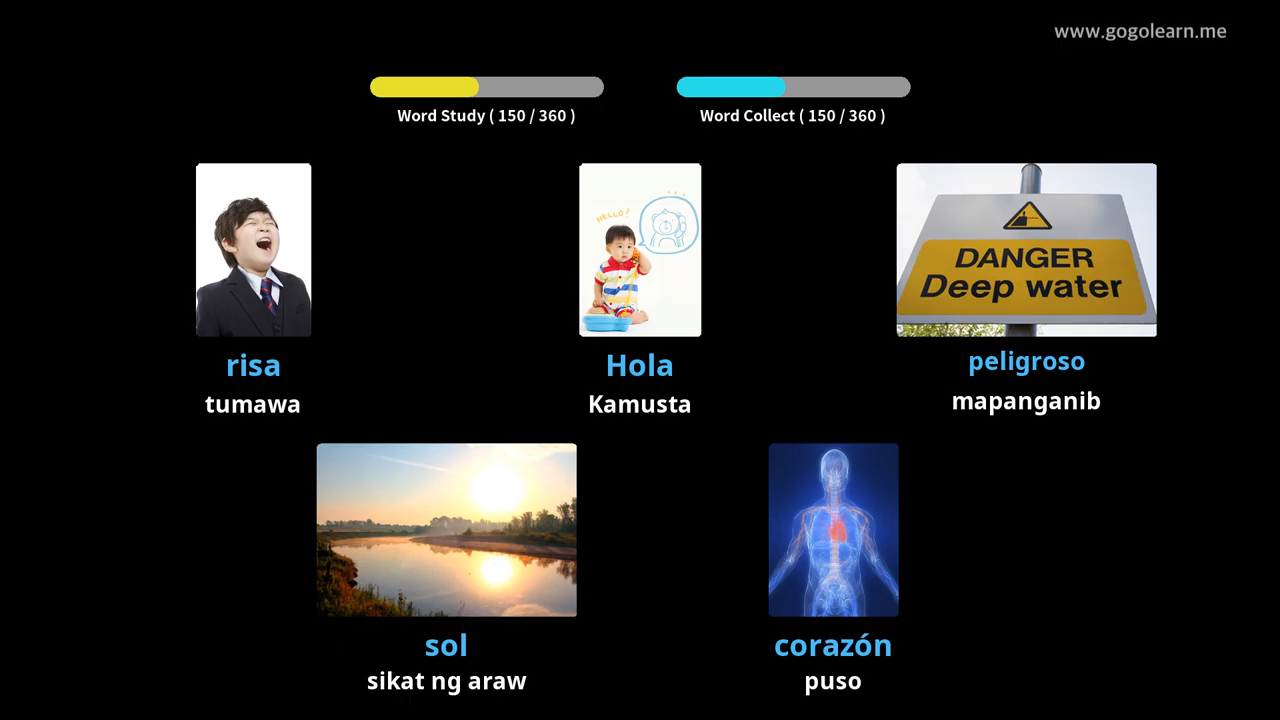 www.gogolearn.me
Word Study ( 150 / 360 )
Word Collect ( 150 / 360 )
HELLO!
DANGER
Deep water
risa
Hola
peligroso
tumawa
Kamusta
mapanganib
sol
corazón
sikat ng araw
puso